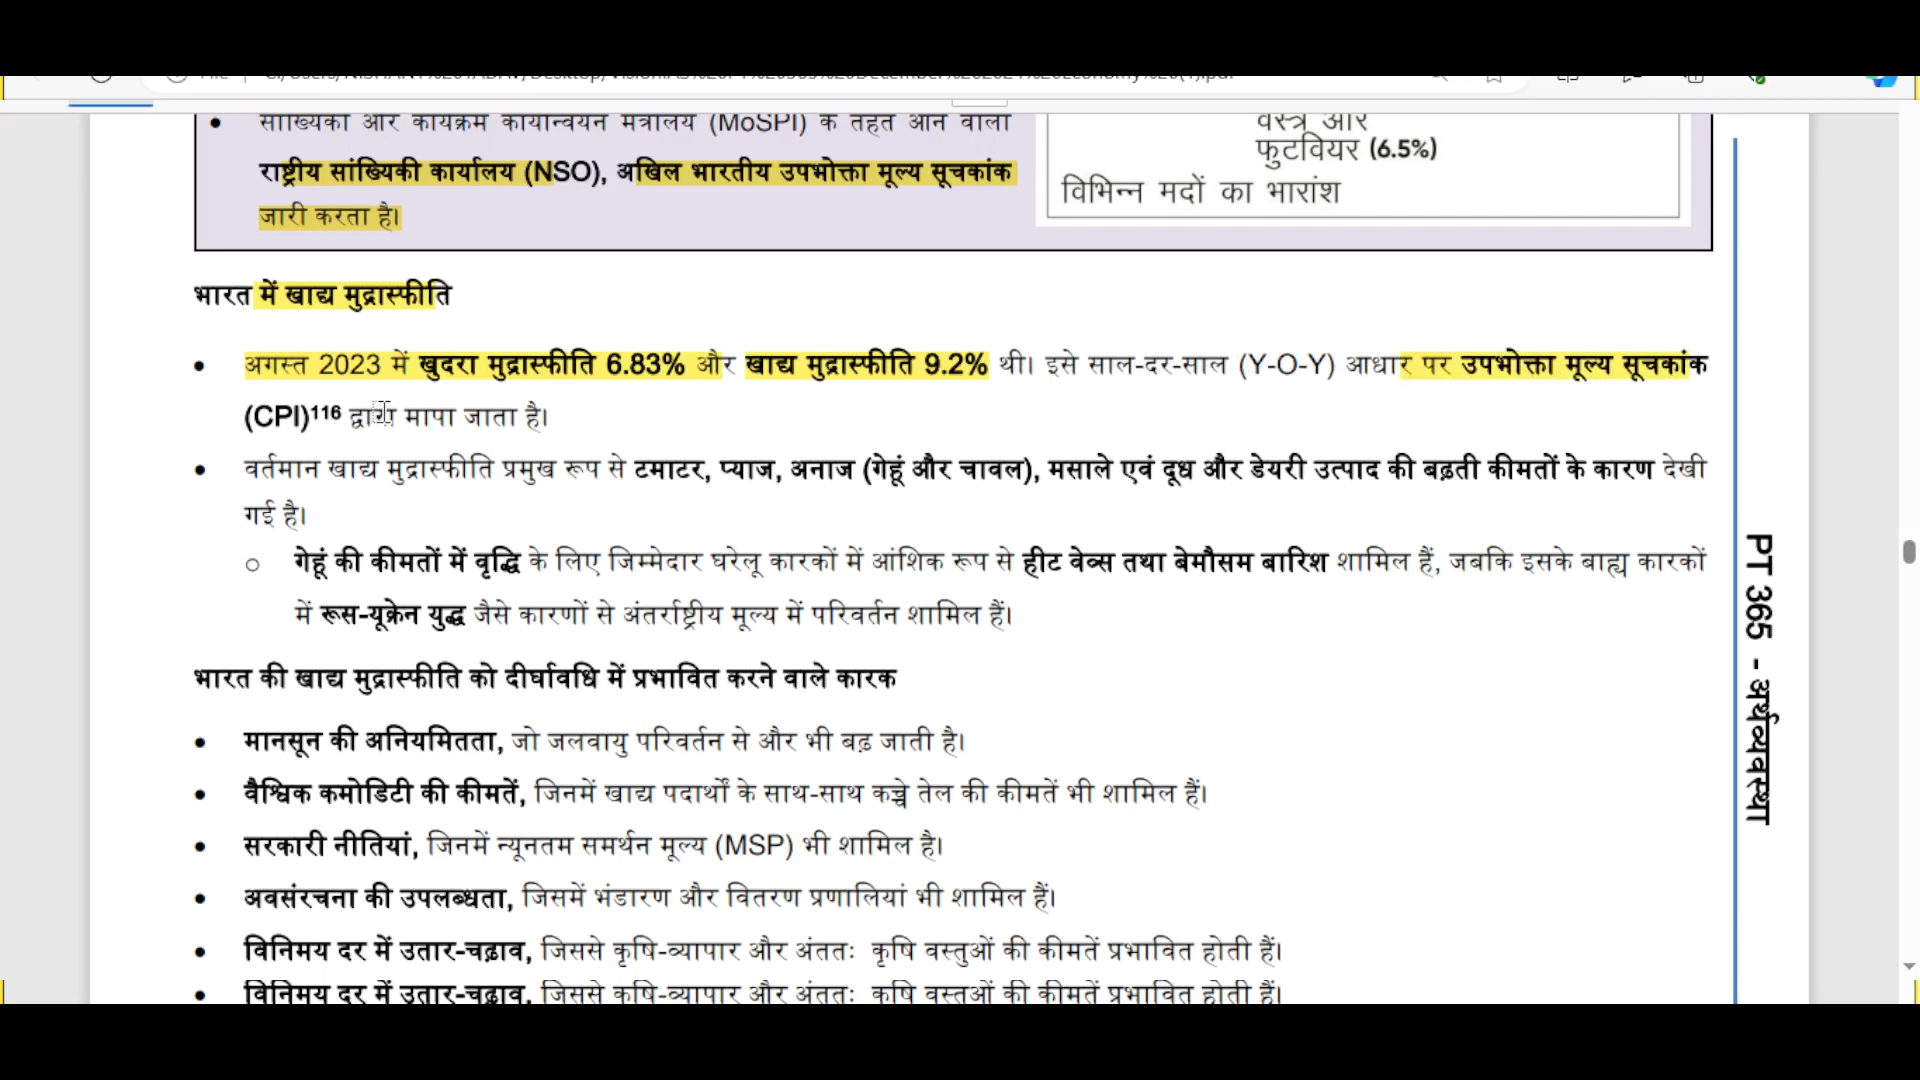 सांख्यिकी और कार्यक्रम कार्यान्वयन मंत्रालय (MoSPI) के तहत आने वाला
राष्ट्रीय सांख्यिकी कार्यालय (NSO), अखिल भारतीय उपभोक्ता मूल्य सूचकांक
जारी करता है।
वस्त्र और
फुटवियर (6.5%)
विभिन्न मदों का भारांश
भारत में खाद्य मुद्रास्फीति
• अगस्त 2023 में खुदरा मुद्रास्फीति 6.83% और खाद्य मुद्रास्फीति 9.2% थी। इसे साल-दर-साल (Y-O-Y) आधार पर उपभोक्ता मूल्य सूचकांक
(CPI)116 द्वारा मापा जाता है।
• वर्तमान खाद्य मुद्रास्फीति प्रमुख रूप से टमाटर, प्याज, अनाज (गेहूं और चावल), मसाले एवं दूध और डेयरी उत्पाद की बढ़ती कीमतों के कारण देखी
गई है।
o गेहूं की कीमतों में वृद्धि के लिए जिम्मेदार घरेलू कारकों में आंशिक रूप से हीट वेव्स तथा बेमौसम बारिश शामिल हैं, जबकि इसके बाह्य कारकों
में रूस-यूक्रेन युद्ध जैसे कारणों से अंतर्राष्ट्रीय मूल्य में परिवर्तन शामिल हैं।
भारत की खाद्य मुद्रास्फीति को दीर्घावधि में प्रभावित करने वाले कारक
• मानसून की अनियमितता, जो जलवायु परिवर्तन से और भी बढ़ जाती है।
• वैश्विक कमोडिटी की कीमतें, जिनमें खाद्य पदार्थों के साथ-साथ कच्चे तेल की कीमतें भी शामिल हैं।
• सरकारी नीतियां, जिनमें न्यूनतम समर्थन मूल्य (MSP) भी शामिल है।
• अवसंरचना की उपलब्धता, जिसमें भंडारण और वितरण प्रणालियां भी शामिल हैं।
• विनिमय दर में उतार-चढ़ाव, जिससे कृषि-व्यापार और अंततः कृषि वस्तुओं की कीमतें प्रभावित होती हैं।
• विनिमय दर में उतार-चढ़ाव, जिससे कृषि-व्यापार और अंततः कृषि वस्तुओं की कीमतें प्रभावित होती हैं।
PT 365 - अर्थव्यवस्था